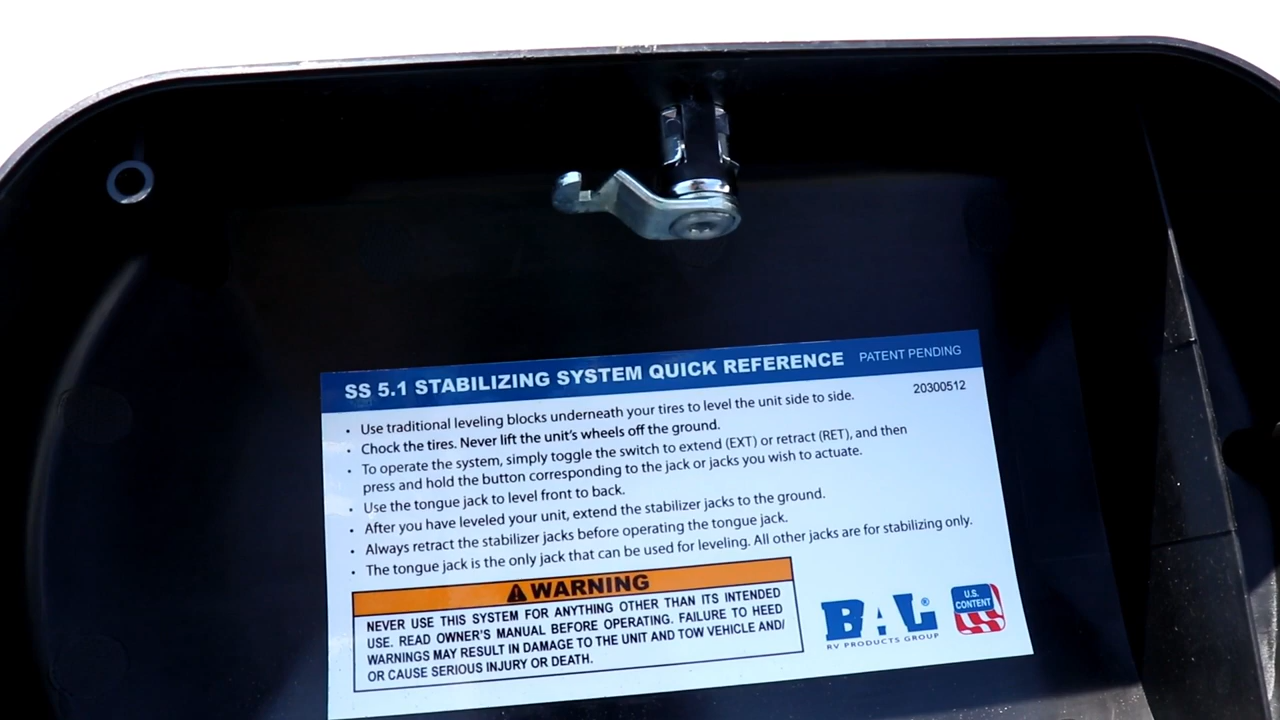 SS 5.1 STABILIZING SYSTEM QUICK REFERENCE PATENT PENDING
20300512
• Use traditional leveling blocks underneath your tires to level the unit side to side.
• Chock the tires. Never lift the unit's wheels off the ground.
• To operate the system, simply toggle the switch to extend (EXT) or retract (RET), and then
press and hold the button corresponding to the jack or jacks you wish to actuate.
• Use the tongue jack to level front to back.
• After you have leveled your unit, extend the stabilizer jacks to the ground.
• Always retract the stabilizer jacks before operating the tongue jack.
• The tongue jack is the only jack that can be used for leveling. All other jacks are for stabilizing only.
WARNING
NEVER USE THIS SYSTEM FOR ANYTHING OTHER THAN ITS INTENDED
USE. READ OWNER'S MANUAL BEFORE OPERATING. FAILURE TO HEED
WARNINGS MAY RESULT IN DAMAGE TO THE UNIT AND TOW VEHICLE AND/
OR CAUSE SERIOUS INJURY OR DEATH.
BAL®
RV PRODUCTS GROUP
U.S.
CONTENT